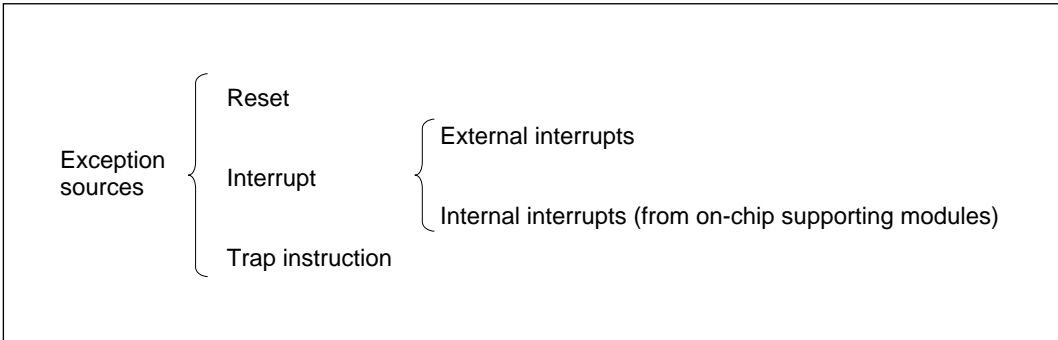 Exception
sources
Reset
Interrupt
Trap instruction
External interrupts
Internal interrupts (from on-chip supporting modules)